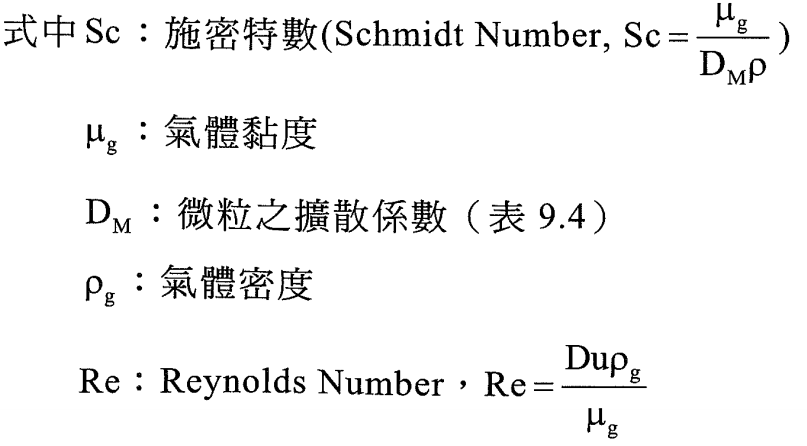 式中 Sc：施密特數(Schmidt Number, Sc=μg/DMρ)
μg：氣體黏度
DM：微粒之擴散係數（表 9.4）
ρg：氣體密度
Re：Reynolds Number，Re=Duρg/μg